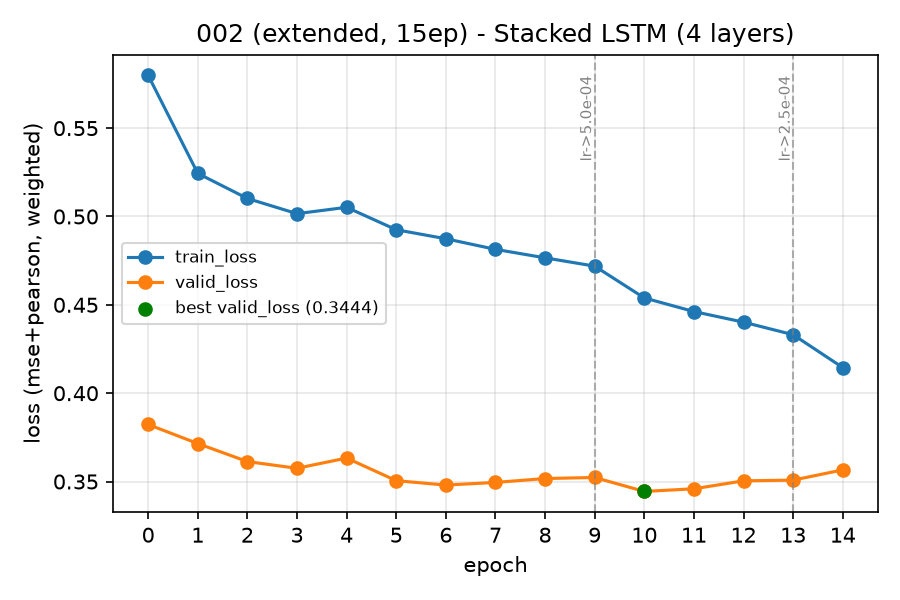 002 (extended, 15ep) - Stacked LSTM (4 layers)
loss (mse+pearson, weighted)
0.55
0.50
0.45
0.40
0.35
lr->5.0e-04
lr->2.5e-04
train_loss
valid_loss
best valid_loss (0.3444)
0 1 2 3 4 5 6 7 8 9 10 11 12 13 14
epoch